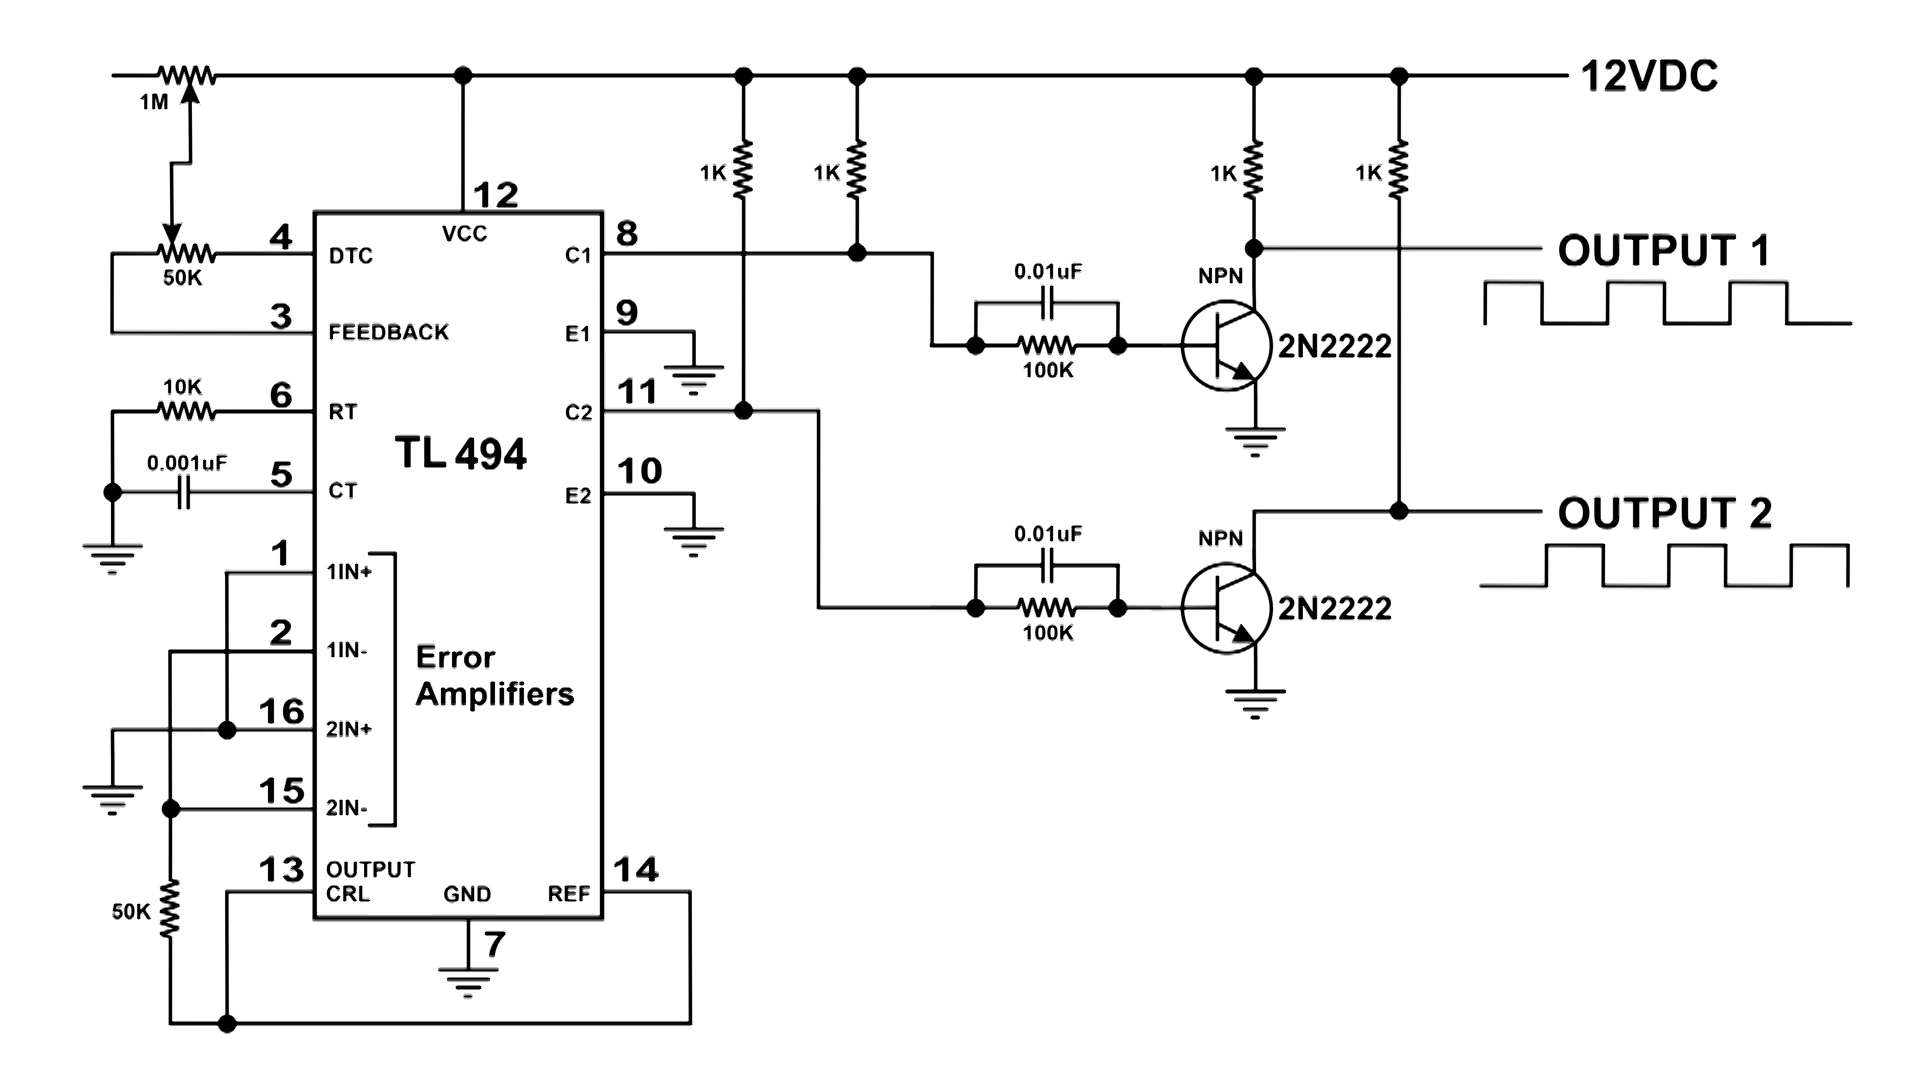 12VDC
1M
1K
1K
1K
1K
12
VCC
4
DTC
50K
3
FEEDBACK
10K
6
RT
0.001uF
5
CT
TL 494
1
1IN+
2
1IN-
16
2IN+
15
2IN-
Error
Amplifiers
13
OUTPUT
CRL
50K
GND
7
REF
14
8
C1
9
E1
11
C2
10
E2
0.01uF
100K
NPN
2N2222
OUTPUT 1
0.01uF
100K
NPN
2N2222
OUTPUT 2